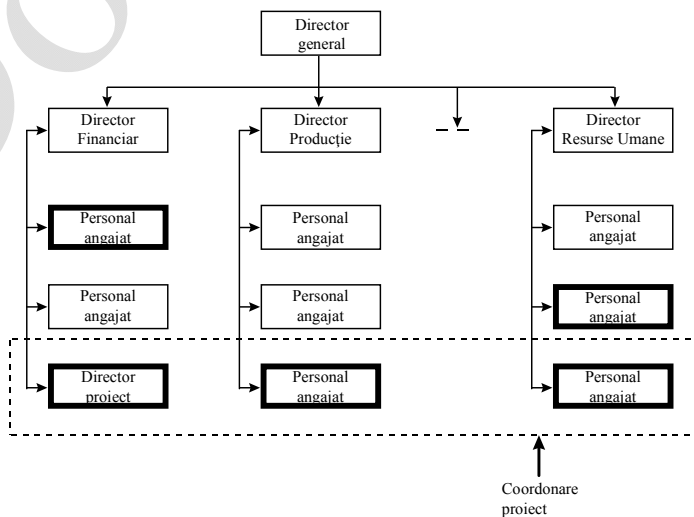 Director
general
Director
Financiar
Director
Producţie
Director
Resurse Umane
Personal
angajat
Personal
angajat
Personal
angajat
Personal
angajat
Personal
angajat
Personal
angajat
Director
proiect
Personal
angajat
Personal
angajat
Coordonare
proiect